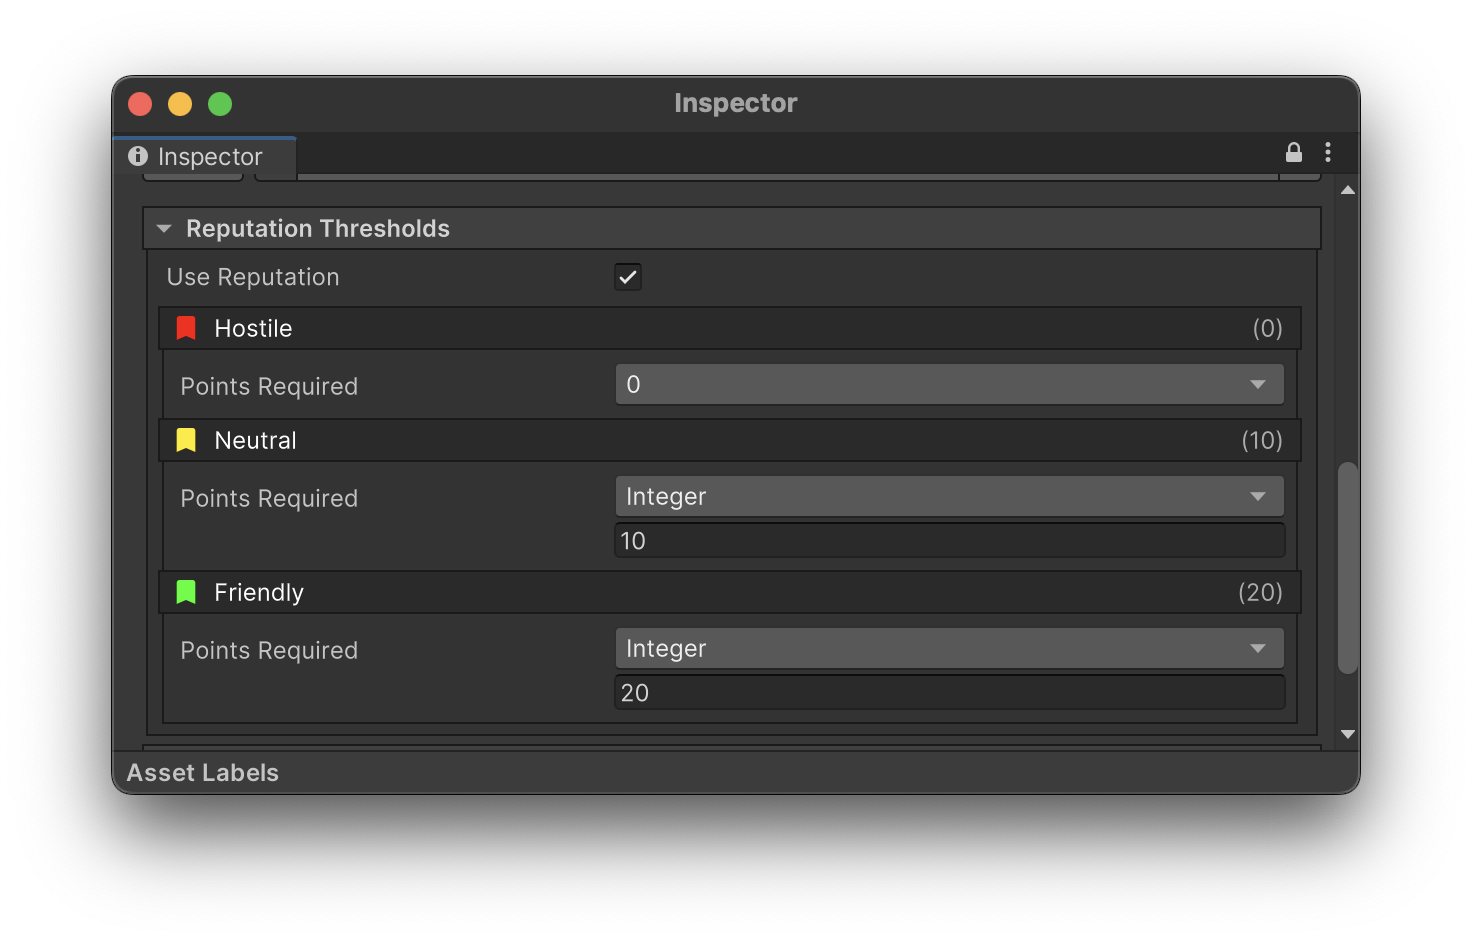 Inspector
Inspector
Reputation Thresholds
Use Reputation
Hostile (0)
Points Required 0
Neutral (10)
Points Required Integer
10
Friendly (20)
Points Required Integer
20
Asset Labels